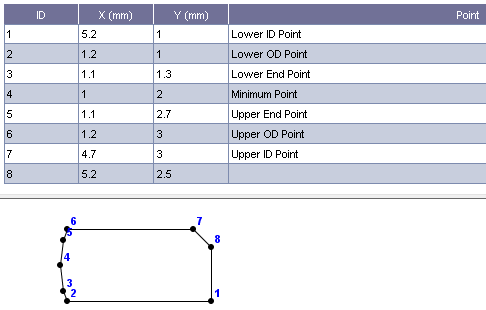 ID X (mm) Y (mm) Point
1 5.2 1 Lower ID Point
2 1.2 1 Lower OD Point
3 1.1 1.3 Lower End Point
4 1 2 Minimum Point
5 1.1 2.7 Upper End Point
6 1.2 3 Upper OD Point
7 4.7 3 Upper ID Point
8 5.2 2.5
6 7
5 8
4
3
2 1